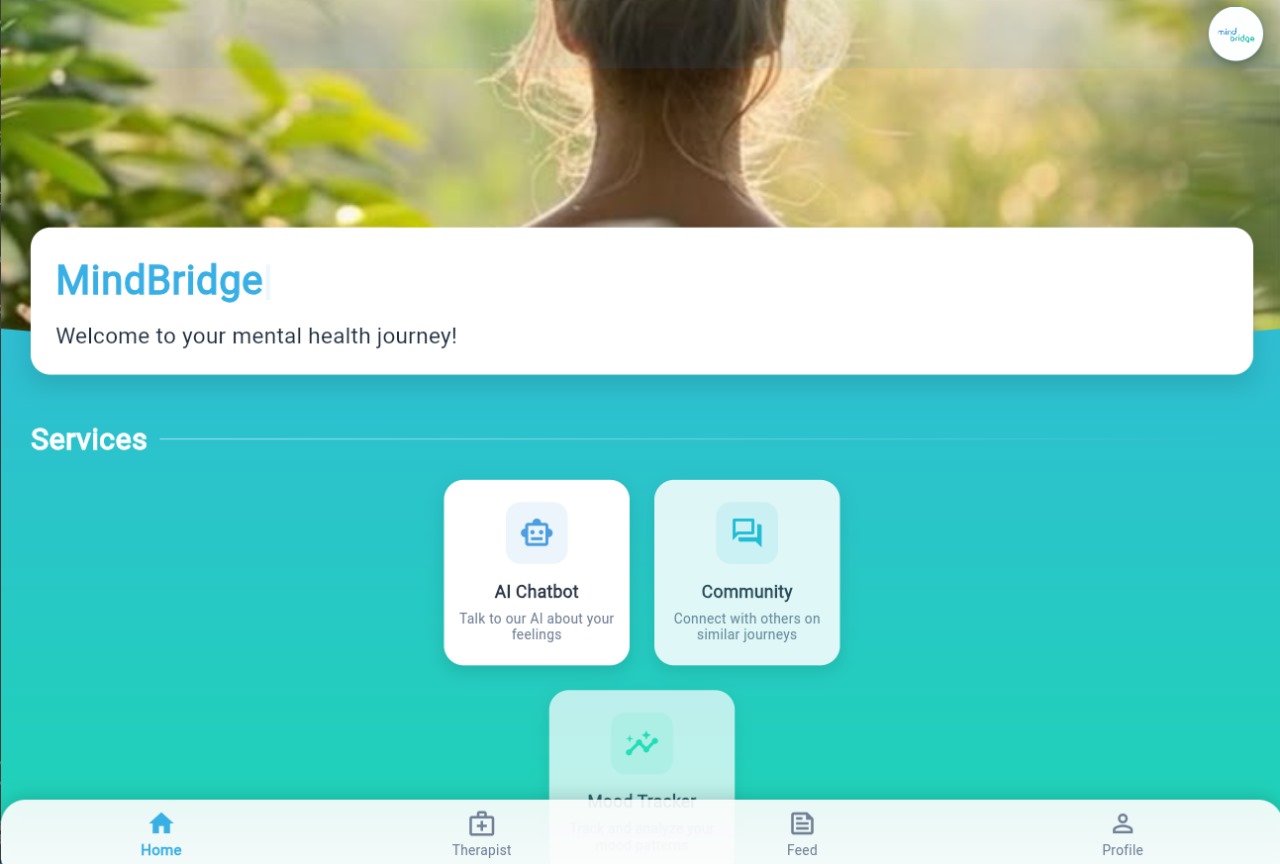 mind
bridge
MindBridge
Welcome to your mental health journey!
Services
AI Chatbot
Talk to our AI about your
feelings
Community
Connect with others on
similar journeys
Mood Tracker
Track and analyze your
mood patterns
Home
Therapist
Feed
Profile